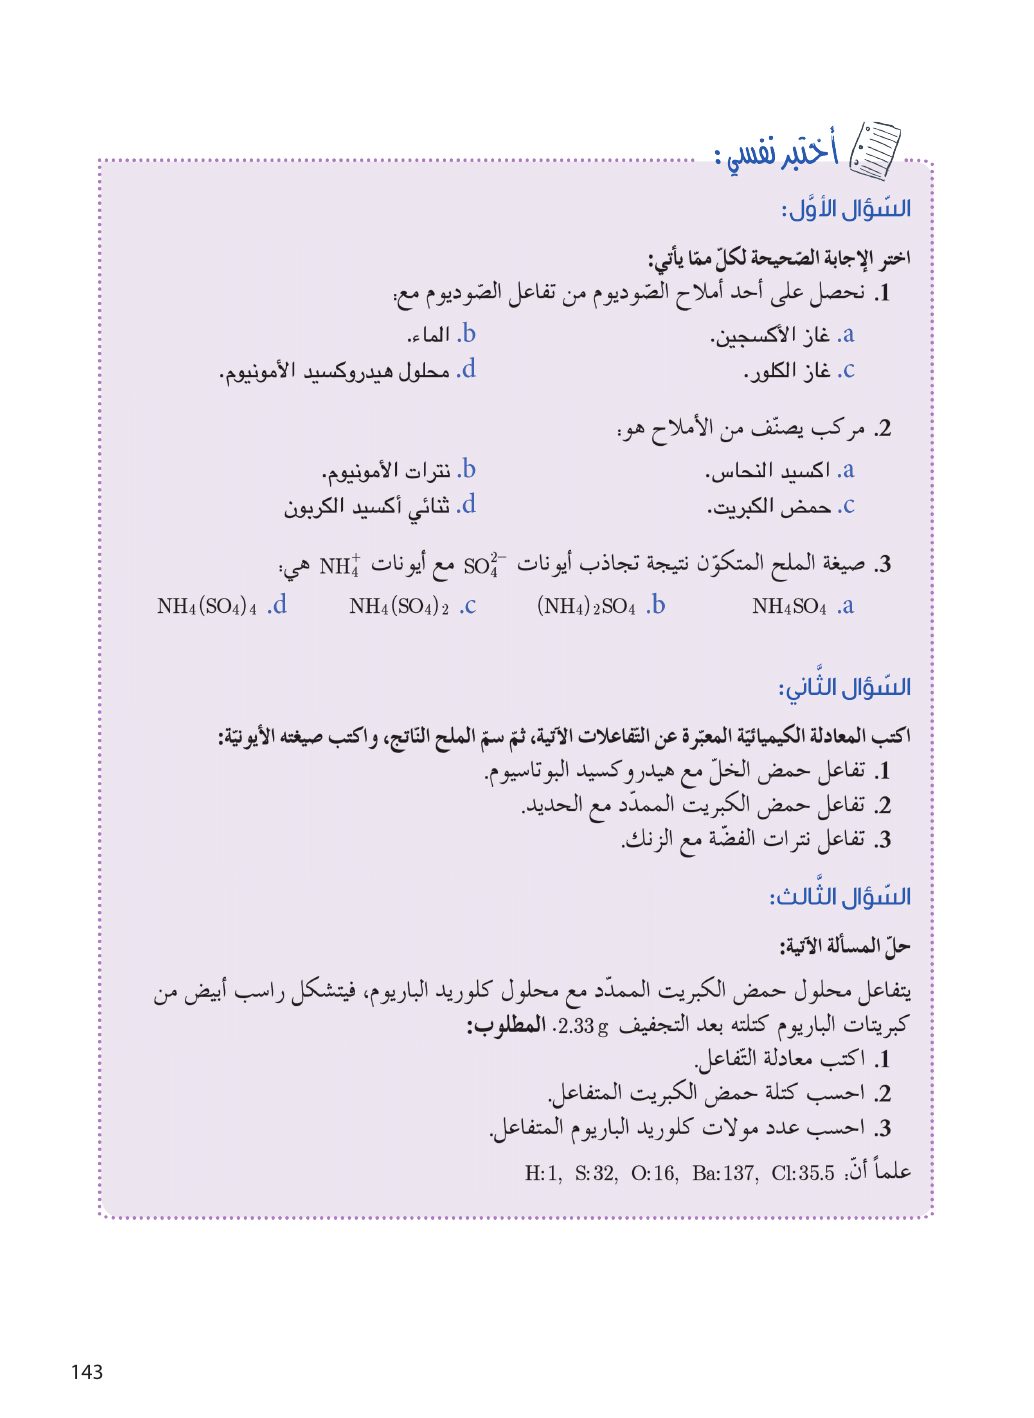 أختبر نفسي:
السّؤال الأوَّل:
اختر الإجابة الصّحيحة لكلّ ممّا يأتي:
1. نحصل على أحد أملاح الصّوديوم من تفاعل الصّوديوم مع:
a. غاز الأكسجين. b. الماء.
c. غاز الكلور. d. محلول هيدروكسيد الأمونيوم.
2. مركب يصنّف من الأملاح هو:
a. اكسيد النحاس. b. نترات الأمونيوم.
c. حمض الكبريت. d. ثنائي أكسيد الكربون
3. صيغة الملح المتكوّن نتيجة تجاذب أيونات SO₄²⁻ مع أيونات NH₄⁺ هي:
a. NH₄SO₄ b. (NH₄)₂SO₄ c. NH₄(SO₄)₂ d. NH₄(SO₄)₄
السّؤال الثَّاني:
اكتب المعادلة الكيميائيّة المعبّرة عن التّفاعلات الآتية، ثمّ سمّ الملح النّاتج، واكتب صيغته الأيونيّة:
1. تفاعل حمض الخلّ مع هيدروكسيد البوتاسيوم.
2. تفاعل حمض الكبريت الممدّد مع الحديد.
3. تفاعل نترات الفضّة مع الزنك.
السّؤال الثَّالث:
حلّ المسألة الآتية:
يتفاعل محلول حمض الكبريت الممدّد مع محلول كلوريد الباريوم، فيتشكل راسب أبيض من
كبريتات الباريوم كتلته بعد التجفيف 2.33 g. المطلوب:
1. اكتب معادلة التّفاعل.
2. احسب كتلة حمض الكبريت المتفاعل.
3. احسب عدد مولات كلوريد الباريوم المتفاعل.
علماً أنّ: H:1, S:32, O:16, Ba:137, Cl:35.5
143